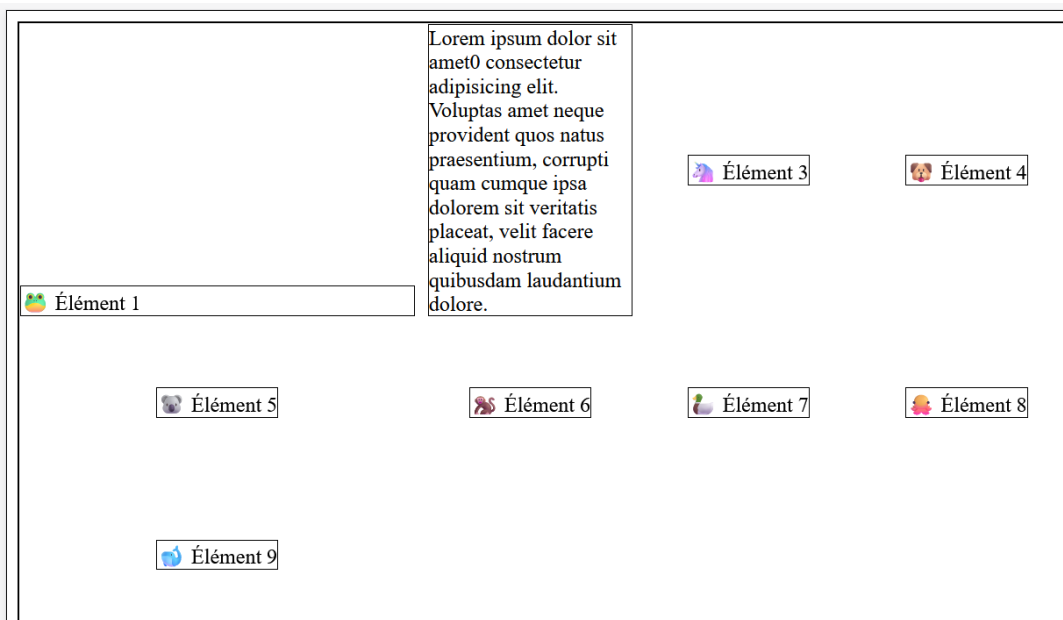 Lorem ipsum dolor sit
amet0 consectetur
adipisicing elit.
Voluptas amet neque
provident quos natus
praesentium, corrupti
quam cumque ipsa
dolorem sit veritatis
placeat, velit facere
aliquid nostrum
quibusdam laudantium
dolore.
🐸 Élément 1
🦄 Élément 3
🐶 Élément 4
🐨 Élément 5
🐒 Élément 6
🦆 Élément 7
🐙 Élément 8
🐳 Élément 9